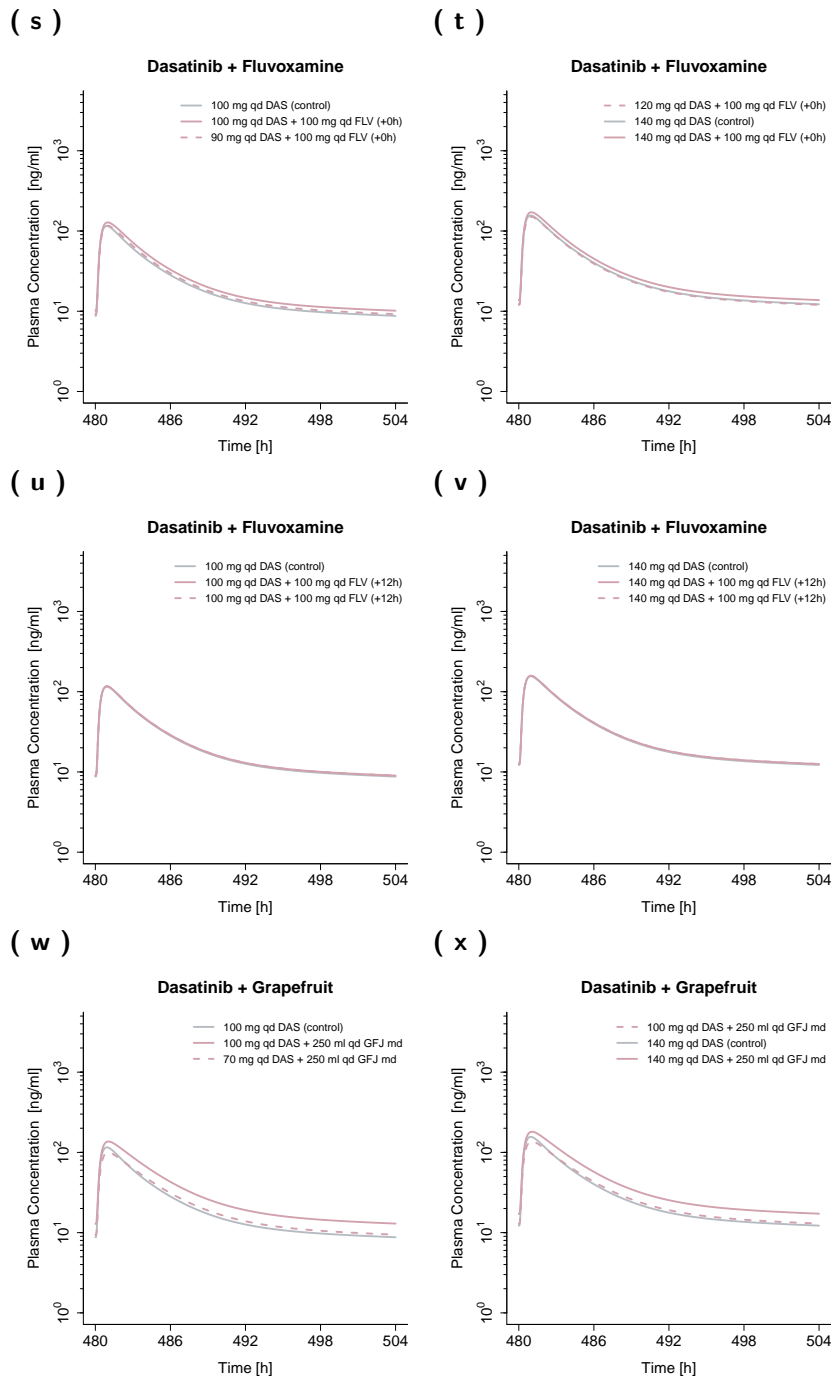 ( s )
Dasatinib + Fluvoxamine
100 mg qd DAS (control)
100 mg qd DAS + 100 mg qd FLV (+0h)
90 mg qd DAS + 100 mg qd FLV (+0h)
Plasma Concentration [ng/ml]
10³
10²
10¹
10⁰
480 486 492 498 504
Time [h]
( t )
Dasatinib + Fluvoxamine
120 mg qd DAS + 100 mg qd FLV (+0h)
140 mg qd DAS (control)
140 mg qd DAS + 100 mg qd FLV (+0h)
Plasma Concentration [ng/ml]
10³
10²
10¹
10⁰
480 486 492 498 504
Time [h]
( u )
Dasatinib + Fluvoxamine
100 mg qd DAS (control)
100 mg qd DAS + 100 mg qd FLV (+12h)
100 mg qd DAS + 100 mg qd FLV (+12h)
Plasma Concentration [ng/ml]
10³
10²
10¹
10⁰
480 486 492 498 504
Time [h]
( v )
Dasatinib + Fluvoxamine
140 mg qd DAS (control)
140 mg qd DAS + 100 mg qd FLV (+12h)
140 mg qd DAS + 100 mg qd FLV (+12h)
Plasma Concentration [ng/ml]
10³
10²
10¹
10⁰
480 486 492 498 504
Time [h]
( w )
Dasatinib + Grapefruit
100 mg qd DAS (control)
100 mg qd DAS + 250 ml qd GFJ md
70 mg qd DAS + 250 ml qd GFJ md
Plasma Concentration [ng/ml]
10³
10²
10¹
10⁰
480 486 492 498 504
Time [h]
( x )
Dasatinib + Grapefruit
100 mg qd DAS + 250 ml qd GFJ md
140 mg qd DAS (control)
140 mg qd DAS + 250 ml qd GFJ md
Plasma Concentration [ng/ml]
10³
10²
10¹
10⁰
480 486 492 498 504
Time [h]